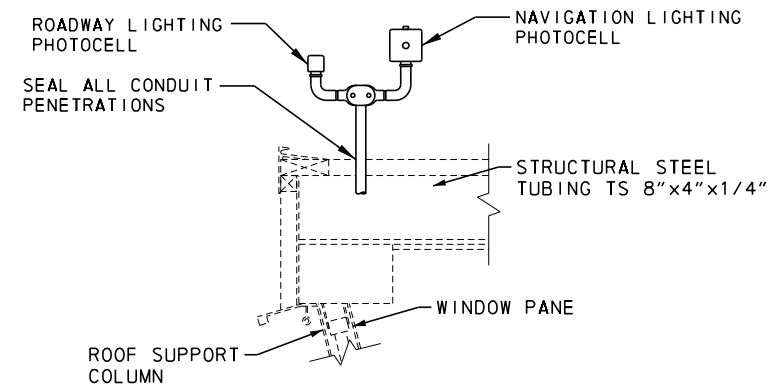 ROADWAY LIGHTING
PHOTOCELL
NAVIGATION LIGHTING
PHOTOCELL
SEAL ALL CONDUIT
PENETRATIONS
STRUCTURAL STEEL
TUBING TS 8"x4"x1/4"
WINDOW PANE
ROOF SUPPORT
COLUMN